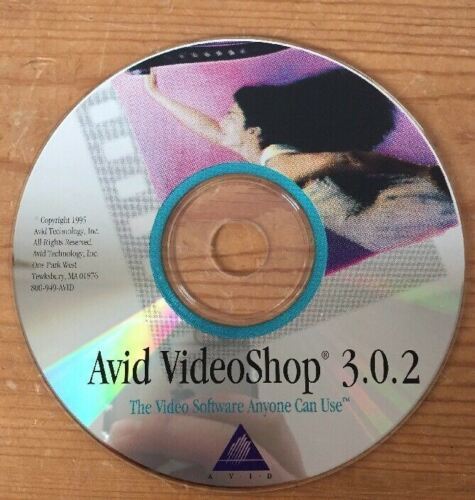 © Copyright 1995
Avid Technology, Inc.
All Rights Reserved.
Avid Technology, Inc.
One Park West
Tewksbury, MA 01876
800-949-AVID
Avid VideoShop® 3.0.2
The Video Software Anyone Can Use™
A·V·I·D